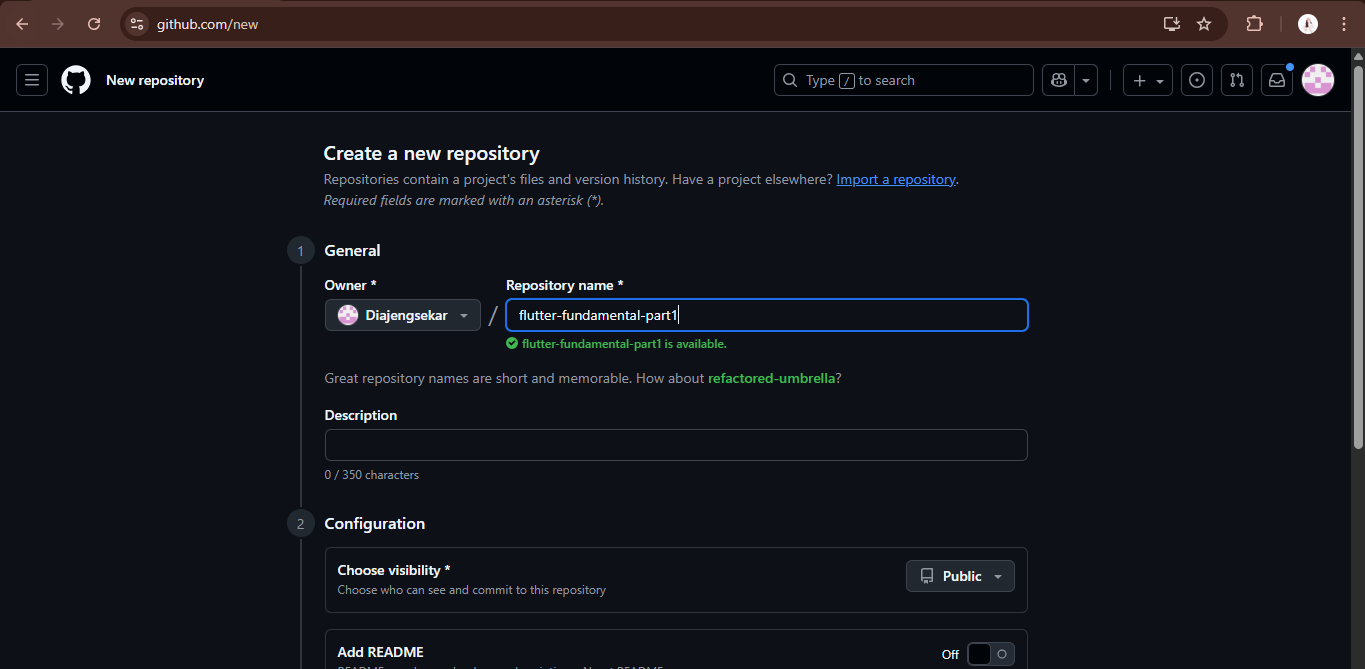 github.com/new
New repository
Type / to search
Create a new repository
Repositories contain a project's files and version history. Have a project elsewhere? Import a repository.
Required fields are marked with an asterisk (*).
1 General
Owner * Repository name *
Diajengsekar / flutter-fundamental-part1
flutter-fundamental-part1 is available.
Great repository names are short and memorable. How about refactored-umbrella?
Description
0 / 350 characters
2 Configuration
Choose visibility *
Choose who can see and commit to this repository
Public
Add README
Off